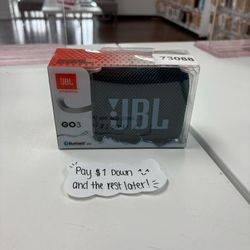 73088
JBL
GO3
JBL
Bluetooth
Pay $1 Down
and the rest later!